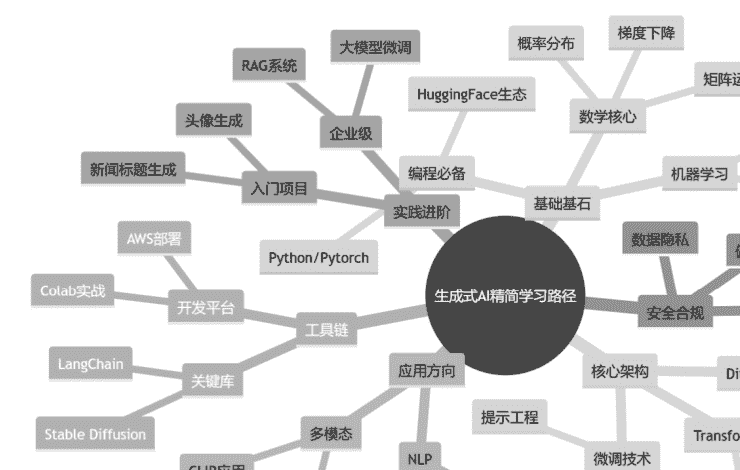 大模型微调
RAG系统
头像生成
企业级
新闻标题生成
入门项目
实践进阶
HuggingFace生态
编程必备
Python/Pytorch
概率分布
梯度下降
数学核心
机器学习
基础基石
AWS部署
Colab实战
开发平台
工具链
LangChain
关键库
Stable Diffusion
生成式AI精简学习路径
数据隐私
安全合规
应用方向
多模态
NLP
核心架构
提示工程
微调技术